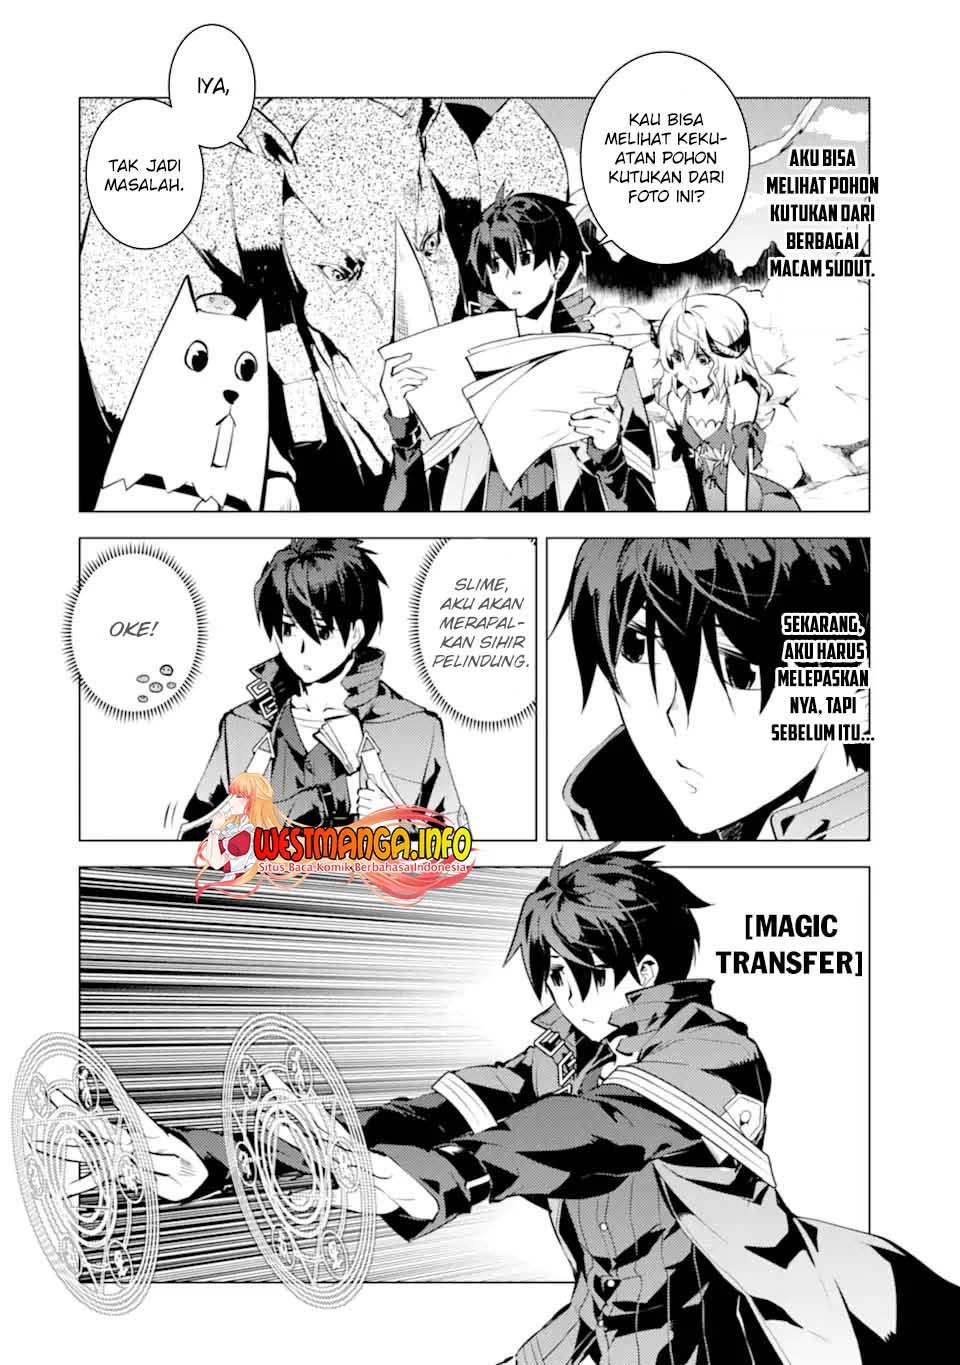 KAU BISA
MELIHAT KEKU-
ATAN POHON
KUTUKAN DARI
FOTO INI?
AKU BISA
MELIHAT POHON
KUTUKAN DARI
BERBAGAI
MACAM SUDUT.
IYA,
TAK JADI
MASALAH.
SEKARANG,
AKU HARUS
MELEPASKAN
NYA, TAPI
SEBELUM ITU...
SLIME,
AKU AKAN
MERAPAL-
KAN SIHIR
PELINDUNG.
OKE!
WESTMANGA.INFO
Situs Baca Komik Berbahasa Indonesia
[MAGIC
TRANSFER]